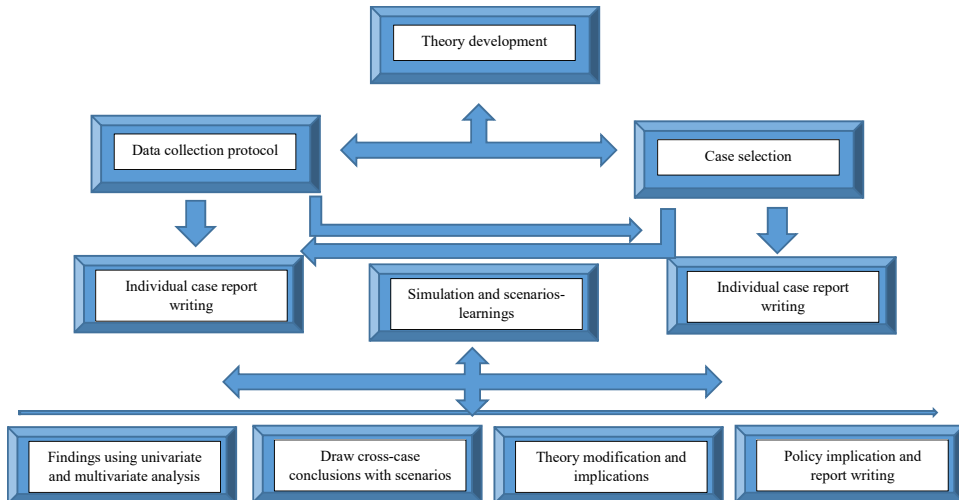 Theory development
Data collection protocol
Case selection
Individual case report
writing
Simulation and scenarios-
learnings
Individual case report
writing
Findings using univariate
and multivariate analysis
Draw cross-case
conclusions with scenarios
Theory modification and
implications
Policy implication and
report writing